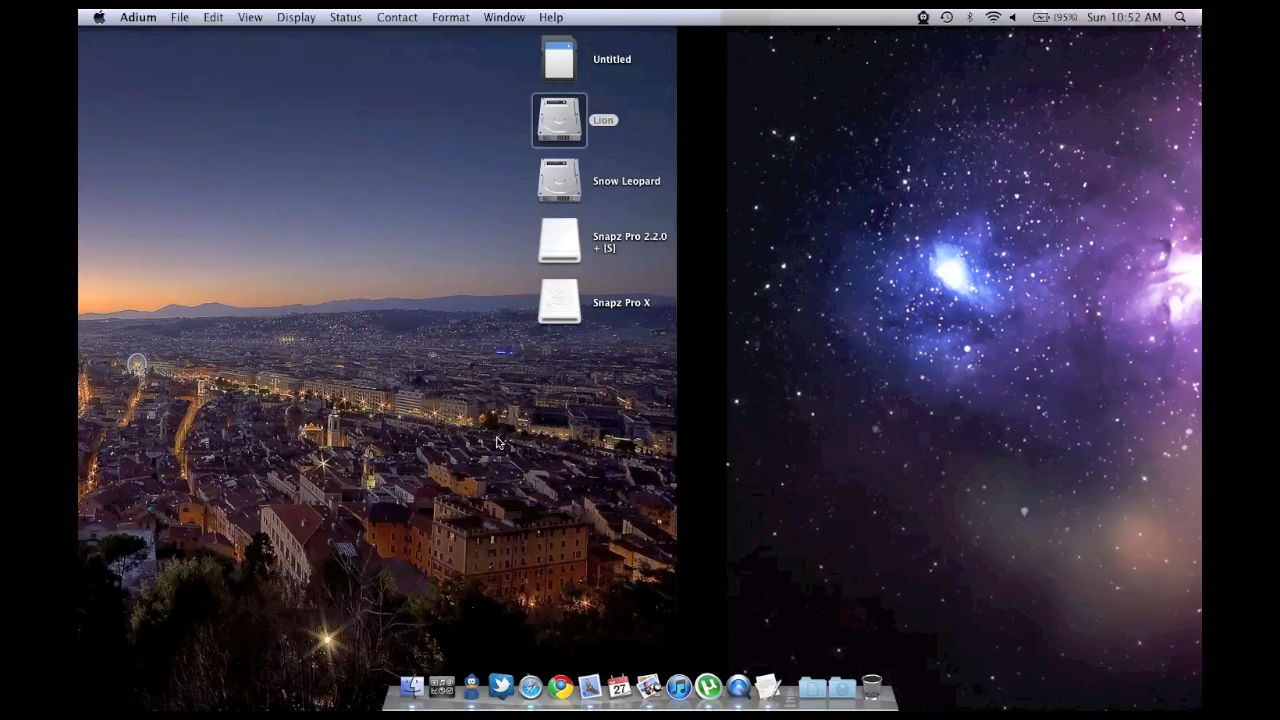 Adium File Edit View Display Status Contact Format Window Help (95%) Sun 10:52 AM
Untitled
Lion
Snow Leopard
Snapz Pro 2.2.0
+ [S]
Snapz Pro X
27